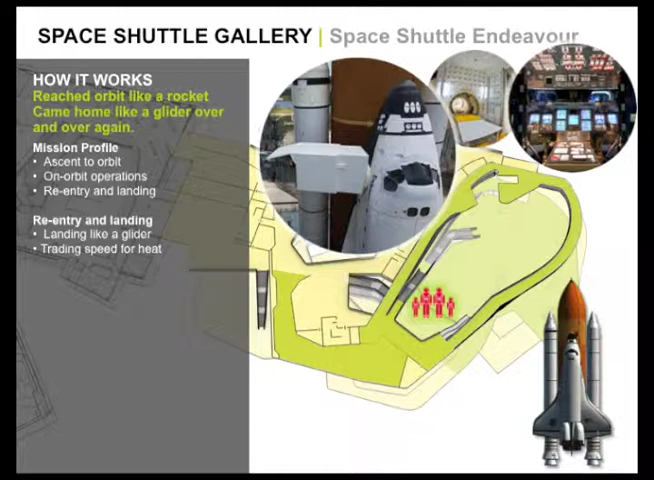 SPACE SHUTTLE GALLERY | Space Shuttle Endeavour
HOW IT WORKS
Reached orbit like a rocket
Came home like a glider over
and over again.
Mission Profile
• Ascent to orbit
• On-orbit operations
• Re-entry and landing
Re-entry and landing
• Landing like a glider
• Trading speed for heat